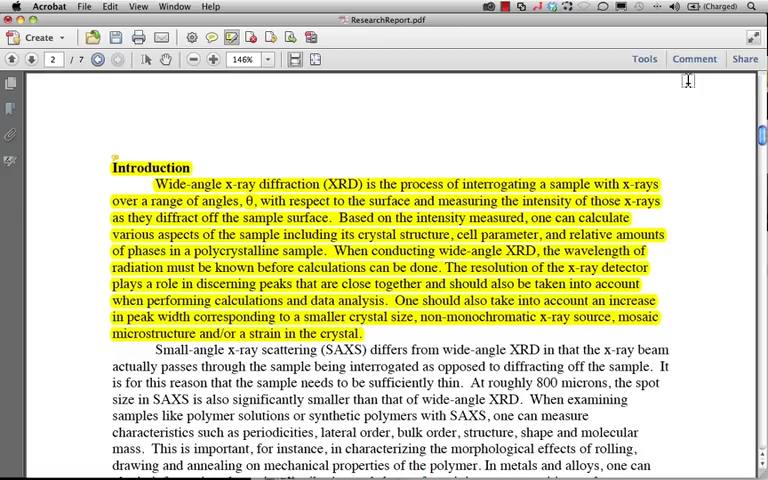 Acrobat File Edit View Window Help (Charged)
ResearchReport.pdf
Create
2 / 7 146% Tools Comment Share
Introduction
Wide-angle x-ray diffraction (XRD) is the process of interrogating a sample with x-rays
over a range of angles, θ, with respect to the surface and measuring the intensity of those x-rays
as they diffract off the sample surface. Based on the intensity measured, one can calculate
various aspects of the sample including its crystal structure, cell parameter, and relative amounts
of phases in a polycrystalline sample. When conducting wide-angle XRD, the wavelength of
radiation must be known before calculations can be done. The resolution of the x-ray detector
plays a role in discerning peaks that are close together and should also be taken into account
when performing calculations and data analysis. One should also take into account an increase
in peak width corresponding to a smaller crystal size, non-monochromatic x-ray source, mosaic
microstructure and/or a strain in the crystal.
Small-angle x-ray scattering (SAXS) differs from wide-angle XRD in that the x-ray beam
actually passes through the sample being interrogated as opposed to diffracting off the sample. It
is for this reason that the sample needs to be sufficiently thin. At roughly 800 microns, the spot
size in SAXS is also significantly smaller than that of wide-angle XRD. When examining
samples like polymer solutions or synthetic polymers with SAXS, one can measure
characteristics such as periodicities, lateral order, bulk order, structure, shape and molecular
mass. This is important, for instance, in characterizing the morphological effects of rolling,
drawing and annealing on mechanical properties of the polymer. In metals and alloys, one can